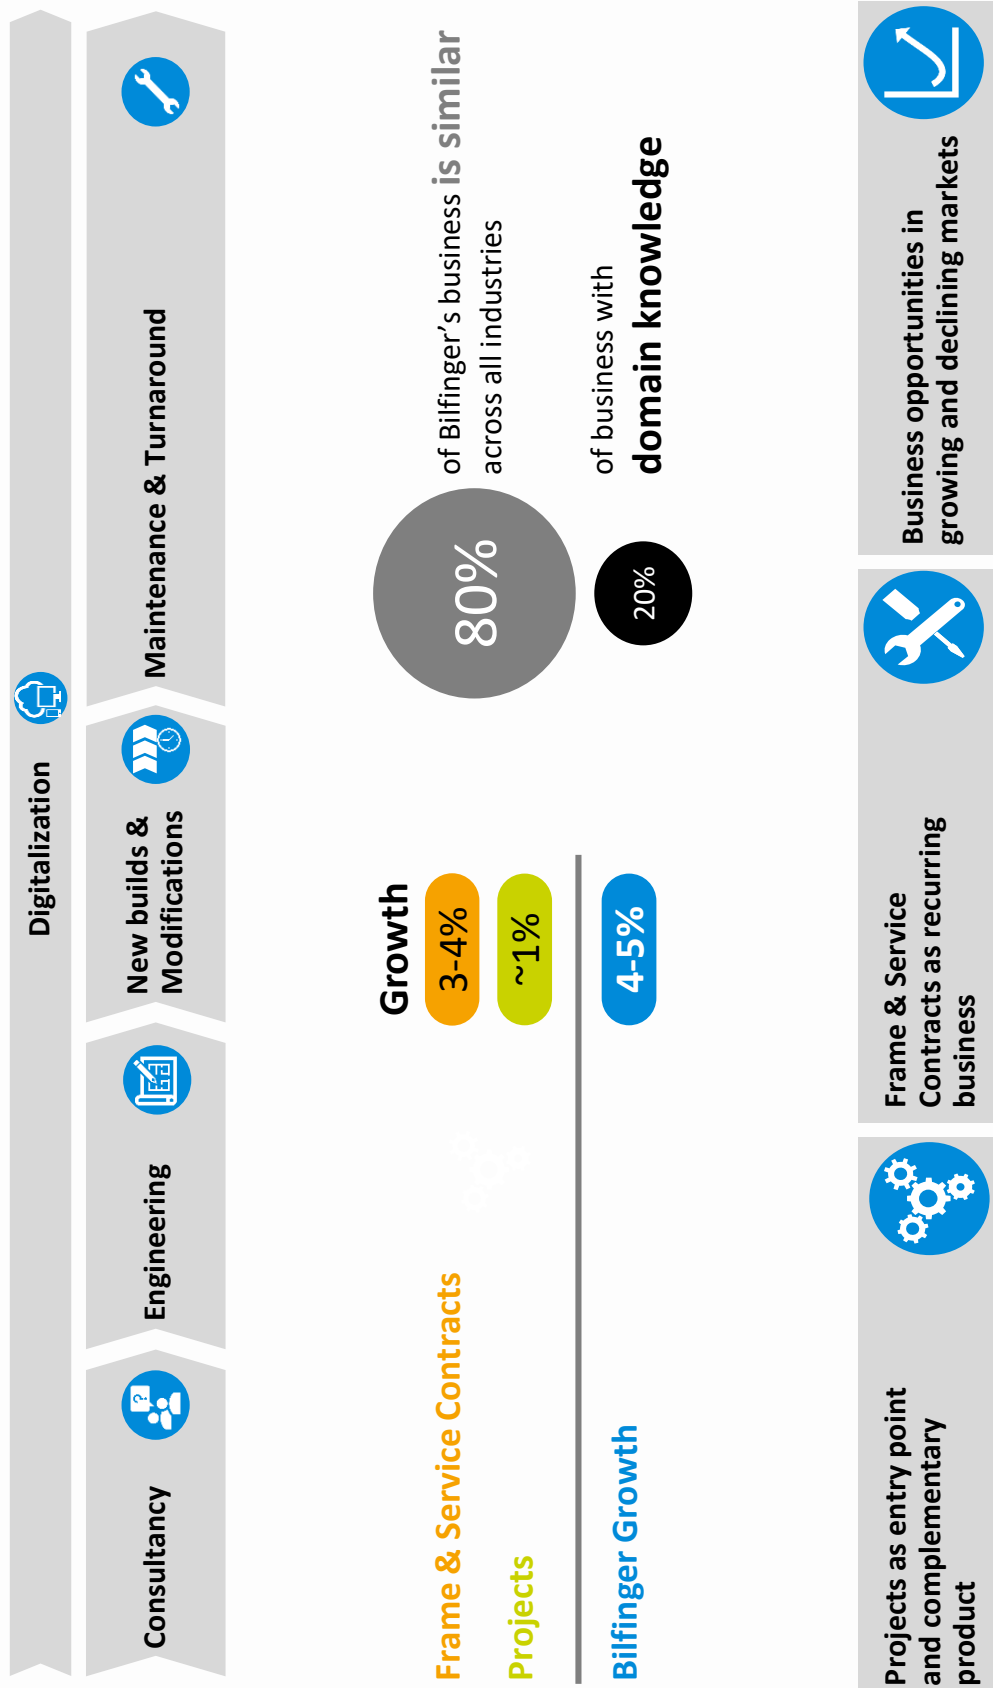 Digitalization
Consultancy
Engineering
New builds &
Modifications
Maintenance & Turnaround
Growth
Frame & Service Contracts
3-4%
Projects
~1%
Bilfinger Growth
4-5%
80%
of Bilfinger’s business is similar
across all industries
20%
of business with
domain knowledge
Projects as entry point
and complementary
product
Frame & Service
Contracts as recurring
business
Business opportunities in
growing and declining markets